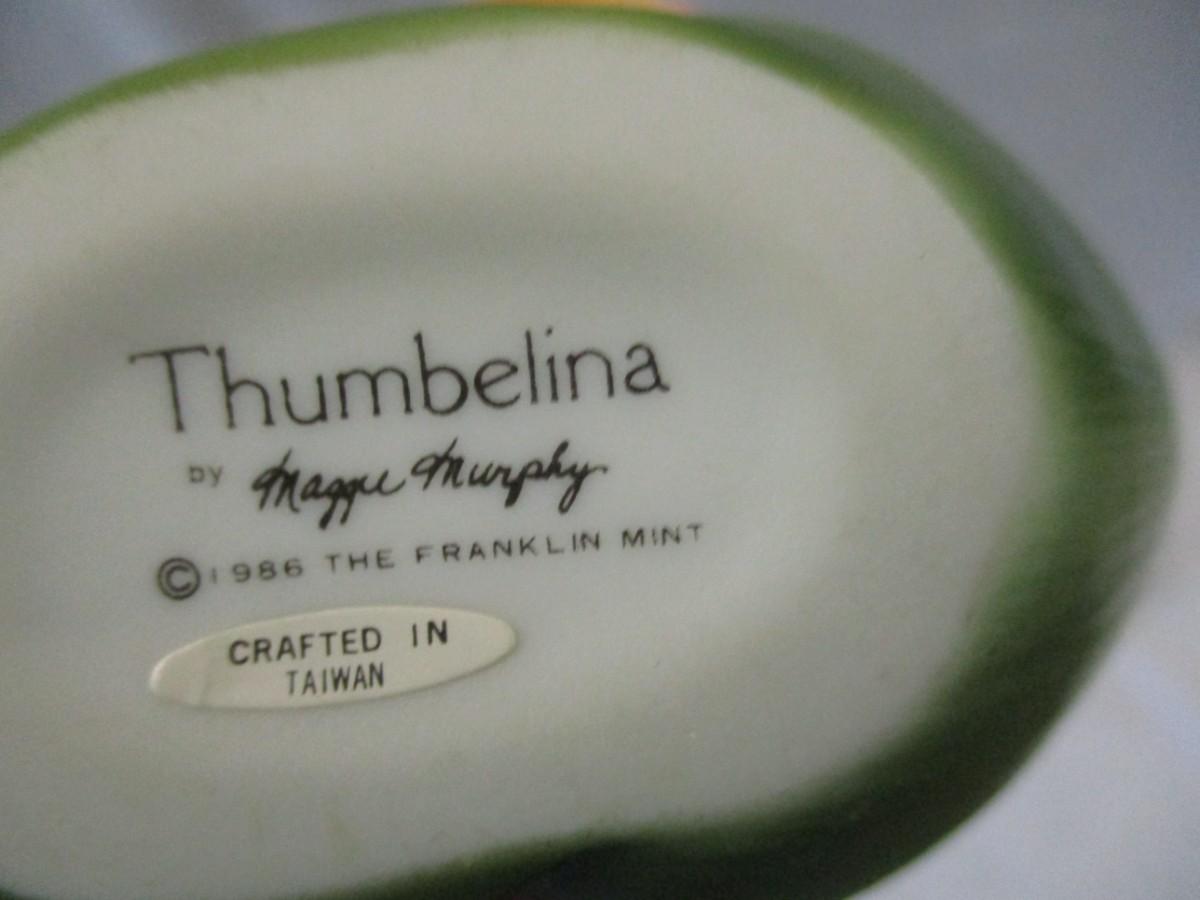 Thumbelina
by Maggie Murphy
©1986 THE FRANKLIN MINT
CRAFTED IN
TAIWAN